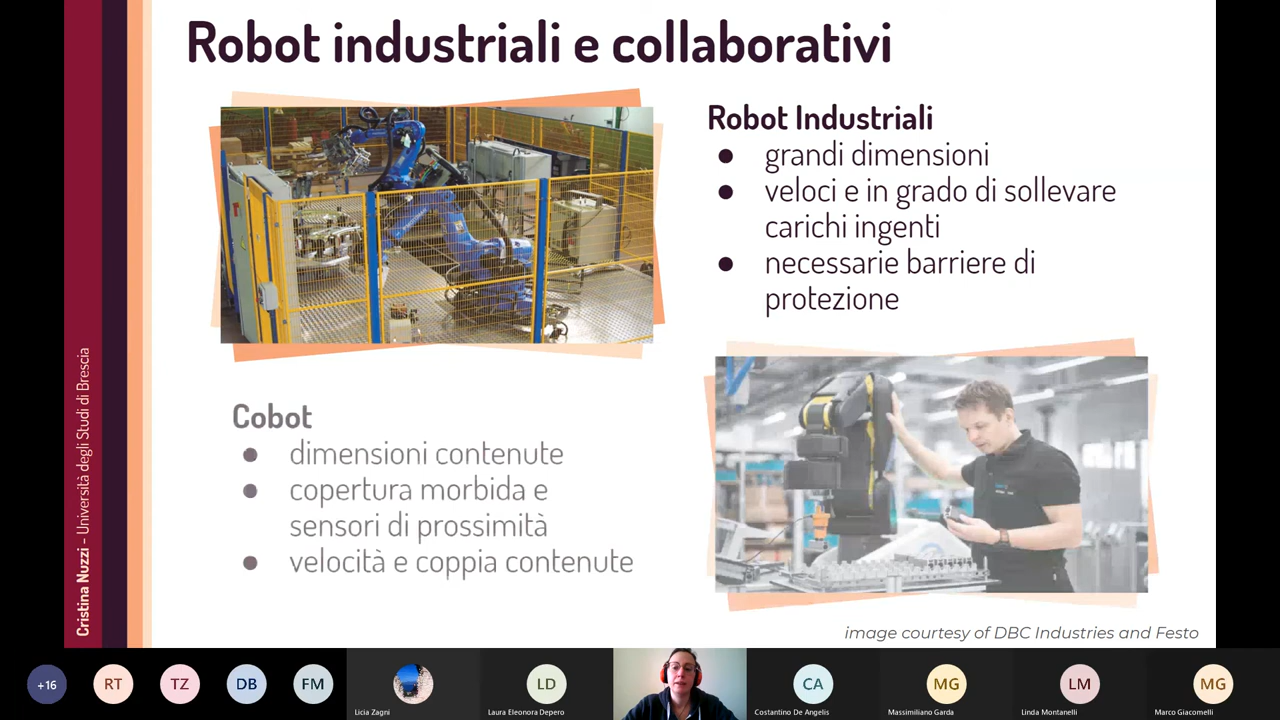 Robot industriali e collaborativi
Robot Industriali
● grandi dimensioni
● veloci e in grado di sollevare
carichi ingenti
● necessarie barriere di
protezione
Cobot
● dimensioni contenute
● copertura morbida e
sensori di prossimità
● velocità e coppia contenute
image courtesy of DBC Industries and Festo
Cristina Nuzzi – Università degli Studi di Brescia
+16
RT
TZ
DB
FM
Licia Zagni
LD
Laura Eleonora Depero
CA
Costantino De Angelis
MG
Massimiliano Garda
LM
Linda Montanelli
MG
Marco Giacomelli